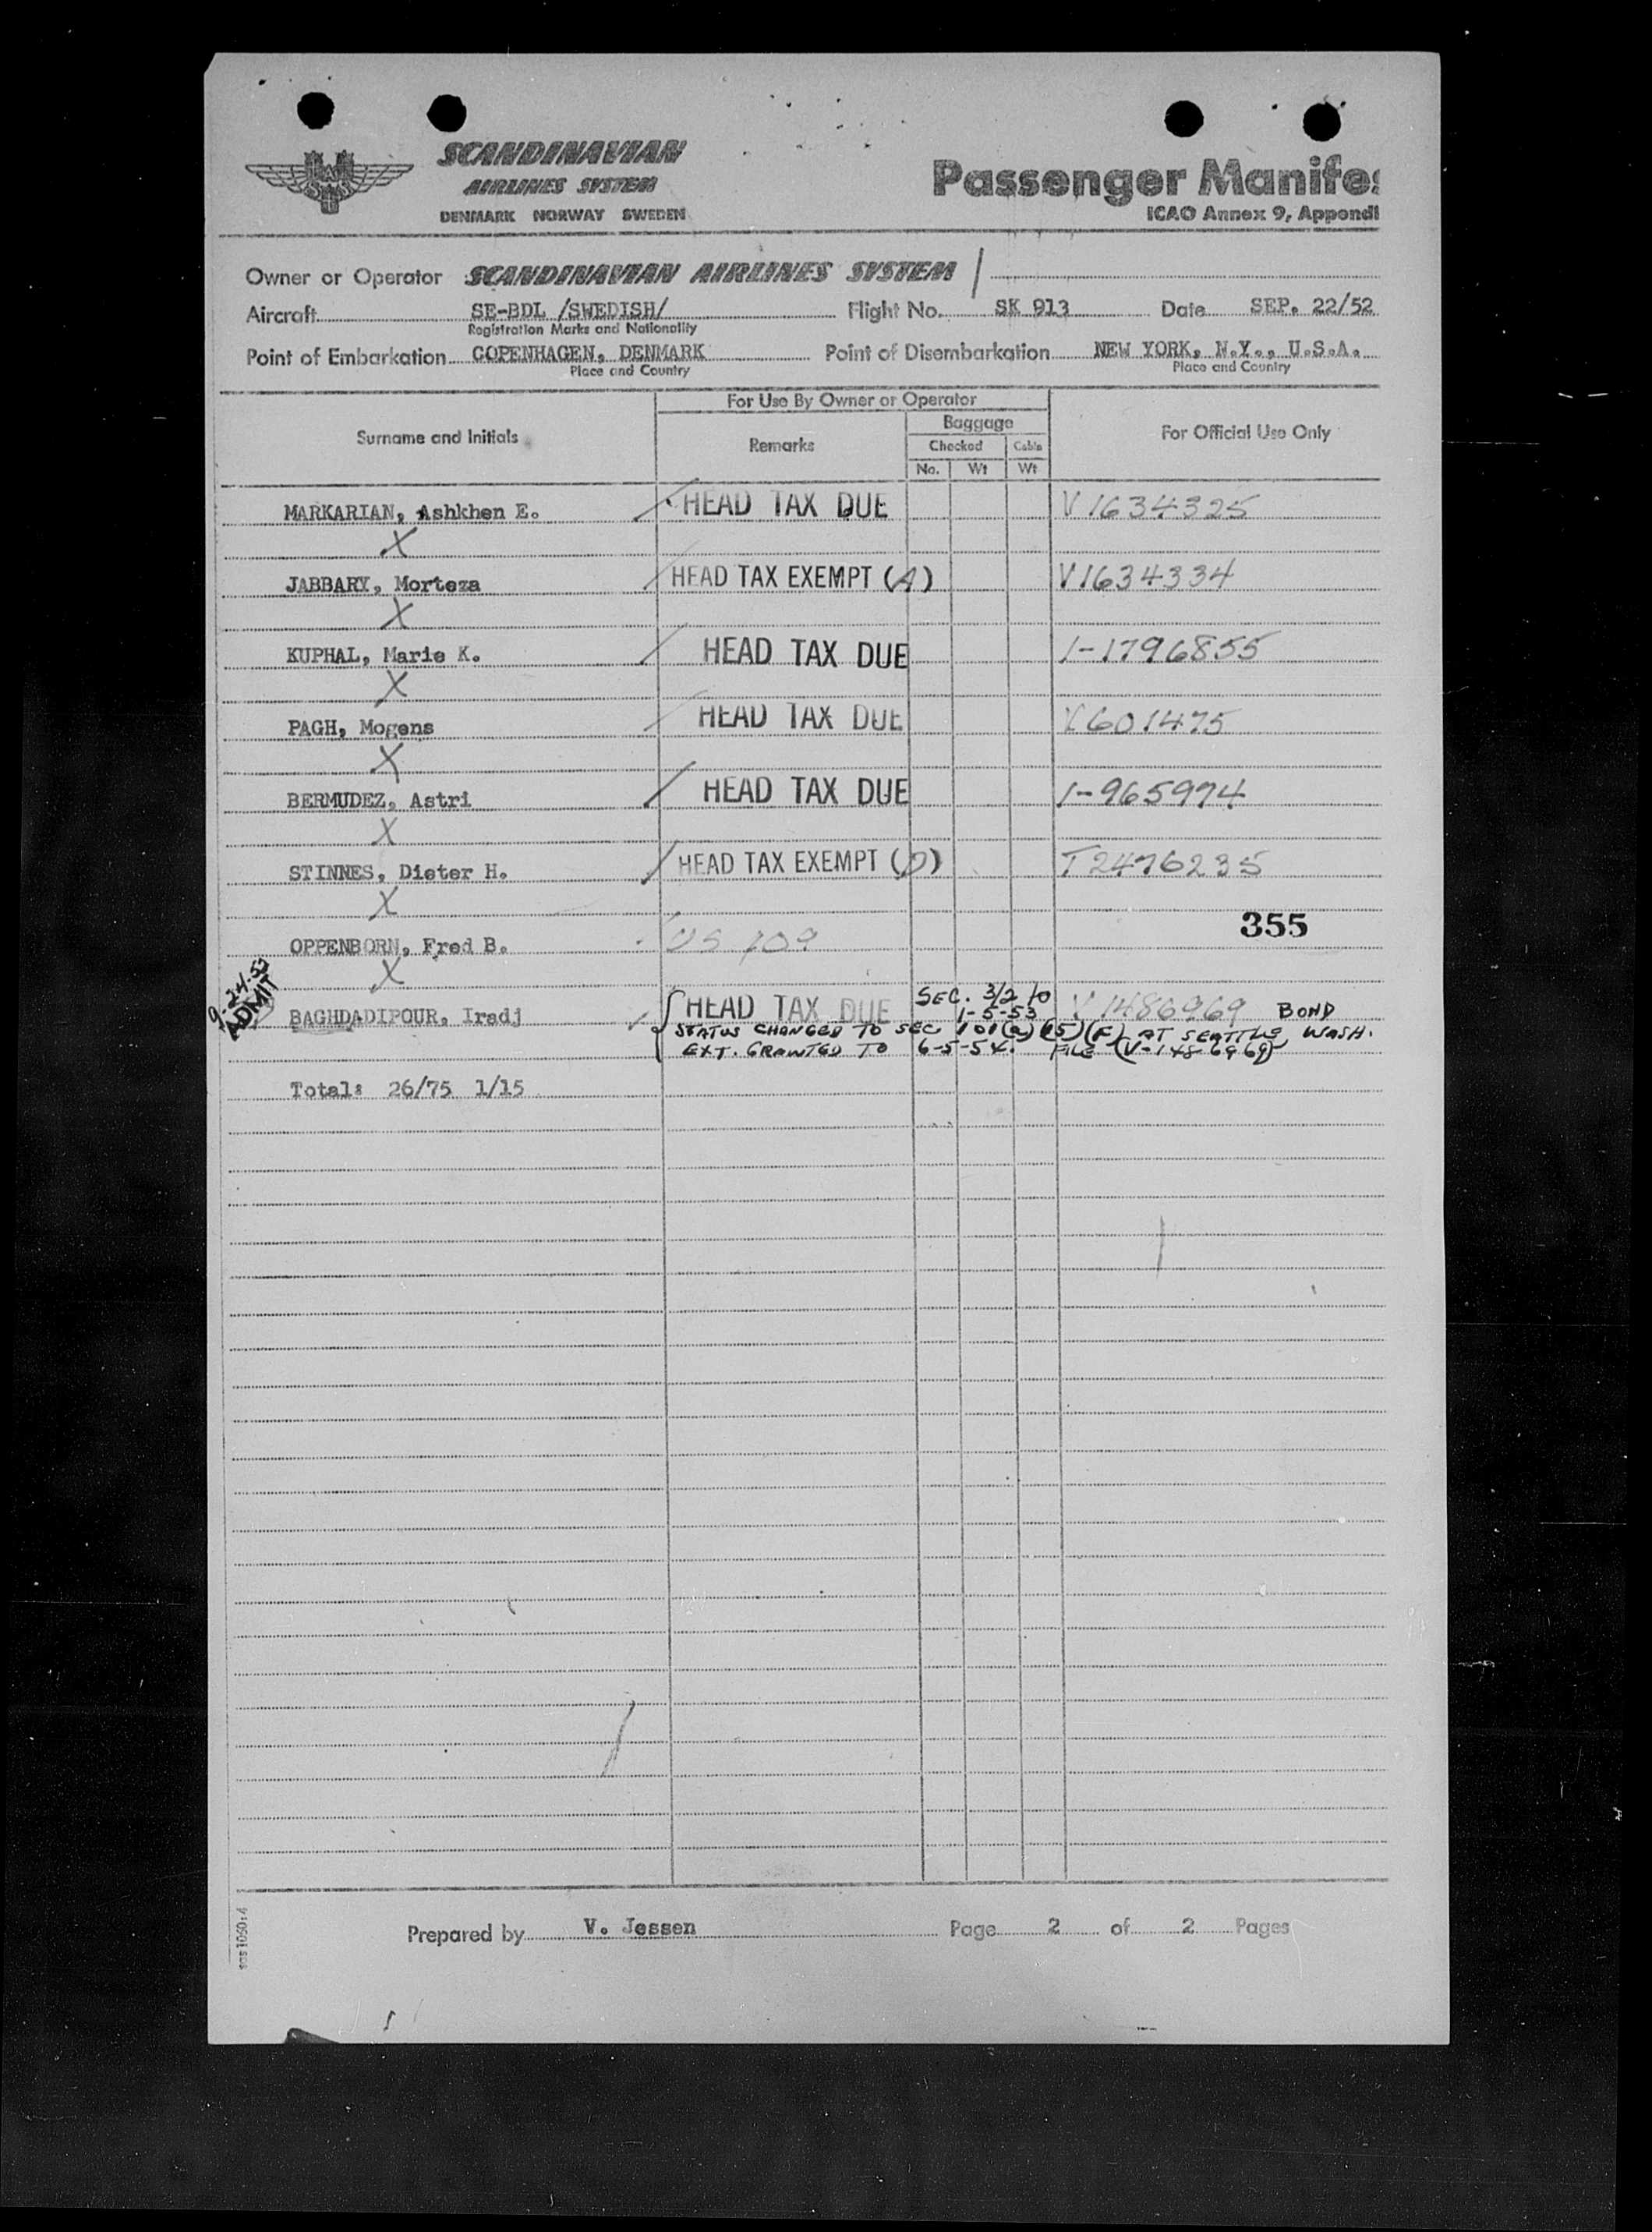 SCANDINAVIAN
AIRLINES SYSTEM
DENMARK NORWAY SWEDEN
Passenger Manifes
ICAO Annex 9, Appendi
Owner or Operator SCANDINAVIAN AIRLINES SYSTEM
Aircraft SE-BDL /SWEDISH/ Flight No. SK 913 Date SEP. 22/52
Registration Marks and Nationality
Point of Embarkation COPENHAGEN, DENMARK Point of Disembarkation NEW YORK, N.Y., U.S.A.
Place and Country Place and Country
For Use By Owner or Operator
Surname and Initials Remarks Baggage For Official Use Only
Checked Cabin
No. Wt Wt
MARKARIAN, Ashkhen E. HEAD TAX DUE V1634325
X
JABBARY, Morteza HEAD TAX EXEMPT (A) V1634334
X
KUPHAL, Marie K. HEAD TAX DUE 1-1796855
X
PAGH, Mogens HEAD TAX DUE V601475
X
BERMUDEZ, Astri HEAD TAX DUE 1-965974
X
STINNES, Dieter H. HEAD TAX EXEMPT (D) T2476235
X
355
OPPENBORN, Fred B. US 109
X
9-24-52
ADMIT
BAGHDADIPOUR, Iradj HEAD TAX DUE SEC. 3/2 to 1-5-53 V1486969 BOND
STATUS CHANGED TO SEC 101(a)(15)(F) AT SEATTLE, WASH.
EXT. GRANTED TO 6-5-54. FILE (V-1486969)
Total: 26/75 1/15
Prepared by V. Jessen Page 2 of 2 Pages
sas 1060:4